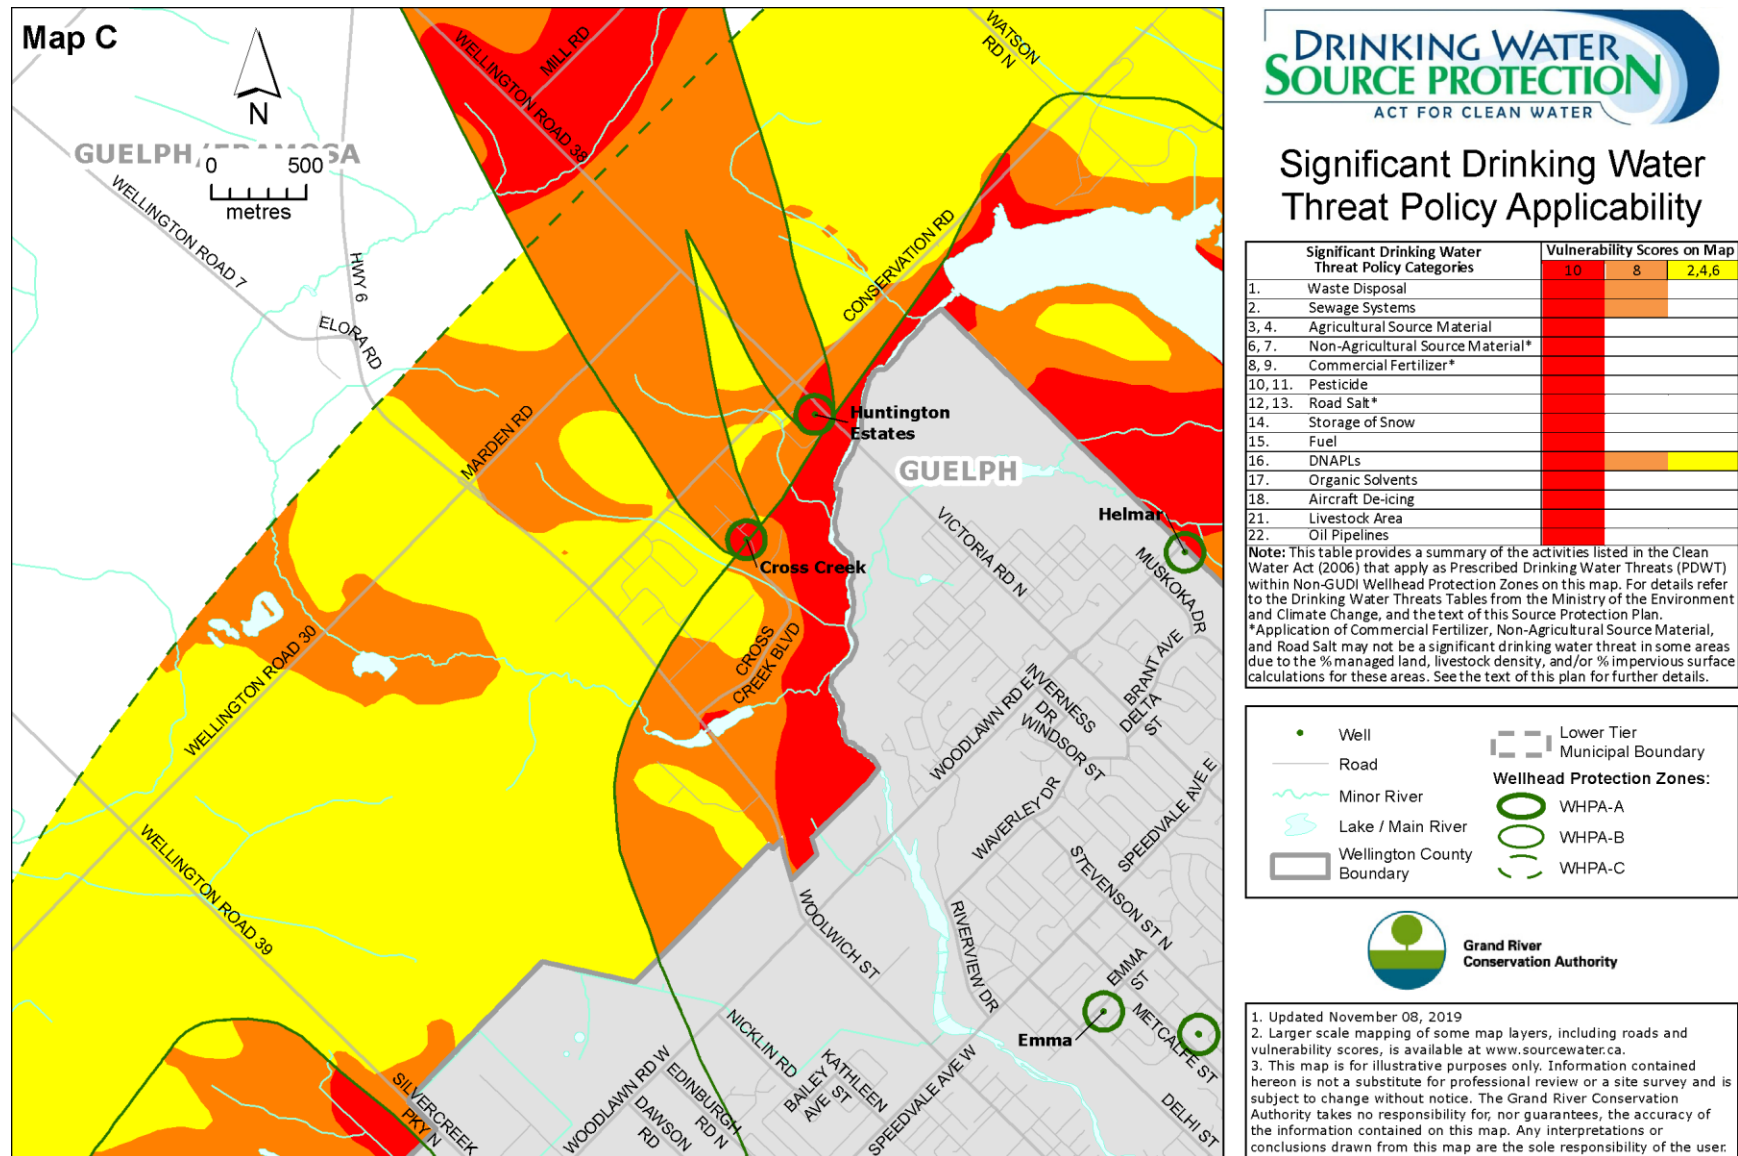 Map C
N
GUELPH/ERAMOSA
0 500
metres
WELLINGTON ROAD 7
HWY 6
ELORA RD
WELLINGTON ROAD 38
MILL RD
WATSON
RD N
CONSERVATION RD
MARDEN RD
Huntington
Estates
GUELPH
Helmar
Cross Creek
VICTORIA RD N
MUSKOKA DR
CROSS
CREEK BLVD
WELLINGTON ROAD 30
WOODLAWN RD E
INVERNESS
DR
WINDSOR ST
BRANT AVE
DELTA
ST
WAVERLEY DR
SPEEDVALE AVE E
STEVENSON ST N
WELLINGTON ROAD 39
WOOLWICH ST
RIVERVIEW DR
EMMA
ST
METCALFE ST
Emma
NICKLIN RD
KATHLEEN
ST
BAILEY
AVE
SILVERCREEK
PKY N
WOODLAWN RD W
EDINBURGH
RD N
DAWSON
RD
SPEEDVALE AVE W
DELHI ST
DRINKING WATER
SOURCE PROTECTION
ACT FOR CLEAN WATER
Significant Drinking Water
Threat Policy Applicability
Significant Drinking Water Vulnerability Scores on Map
Threat Policy Categories 10 8 2,4,6
1. Waste Disposal
2. Sewage Systems
3, 4. Agricultural Source Material
6, 7. Non-Agricultural Source Material*
8, 9. Commercial Fertilizer*
10, 11. Pesticide
12, 13. Road Salt*
14. Storage of Snow
15. Fuel
16. DNAPLs
17. Organic Solvents
18. Aircraft De-icing
21. Livestock Area
22. Oil Pipelines
Note: This table provides a summary of the activities listed in the Clean
Water Act (2006) that apply as Prescribed Drinking Water Threats (PDWT)
within Non-GUDI Wellhead Protection Zones on this map. For details refer
to the Drinking Water Threats Tables from the Ministry of the Environment
and Climate Change, and the text of this Source Protection Plan.
*Application of Commercial Fertilizer, Non-Agricultural Source Material,
and Road Salt may not be a significant drinking water threat in some areas
due to the % managed land, livestock density, and/or % impervious surface
calculations for these areas. See the text of this plan for further details.
Well
Road
Minor River
Lake / Main River
Wellington County
Boundary
Lower Tier
Municipal Boundary
Wellhead Protection Zones:
WHPA-A
WHPA-B
WHPA-C
Grand River
Conservation Authority
1. Updated November 08, 2019
2. Larger scale mapping of some map layers, including roads and
vulnerability scores, is available at www.sourcewater.ca.
3. This map is for illustrative purposes only. Information contained
hereon is not a substitute for professional review or a site survey and is
subject to change without notice. The Grand River Conservation
Authority takes no responsibility for, nor guarantees, the accuracy of
the information contained on this map. Any interpretations or
conclusions drawn from this map are the sole responsibility of the user.